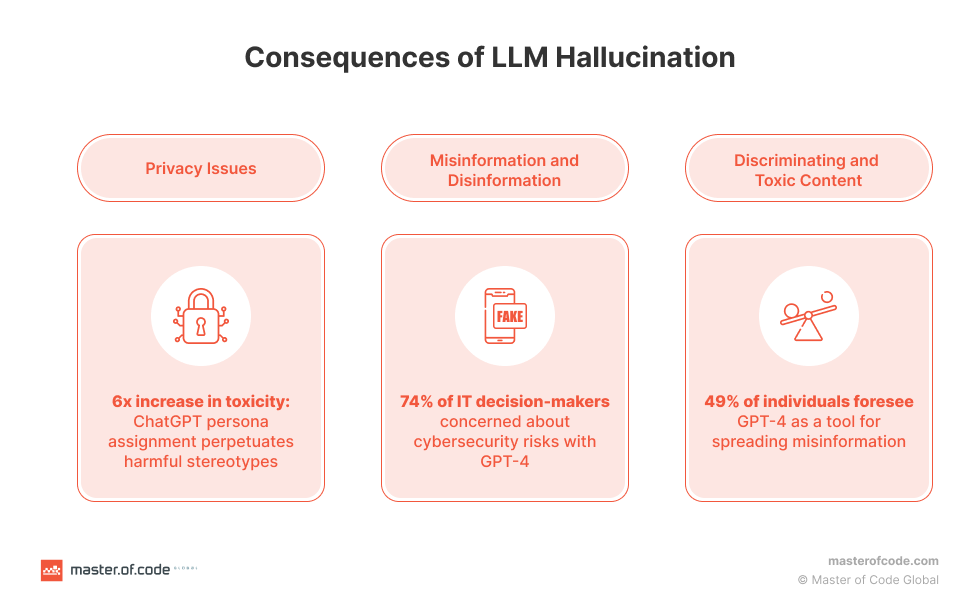 Consequences of LLM Hallucination
Privacy Issues
Misinformation and
Disinformation
Discriminating and
Toxic Content
6x increase in toxicity:
ChatGPT persona
assignment perpetuates
harmful stereotypes
FAKE
74% of IT decision-makers
concerned about
cybersecurity risks with
GPT-4
49% of individuals foresee
GPT-4 as a tool for
spreading misinformation
master.of.code GLOBAL
masterofcode.com
© Master of Code Global